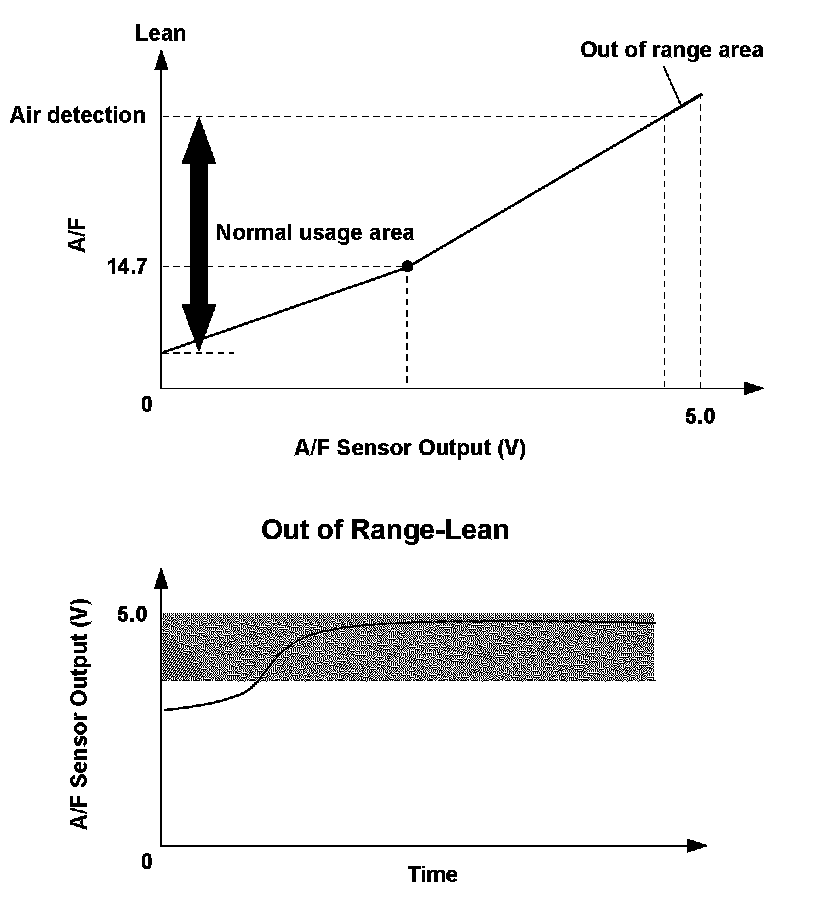 Lean
Out of range area
Air detection
A/F
Normal usage area
14.7
0
5.0
A/F Sensor Output (V)
Out of Range-Lean
5.0
A/F Sensor Output (V)
0
Time